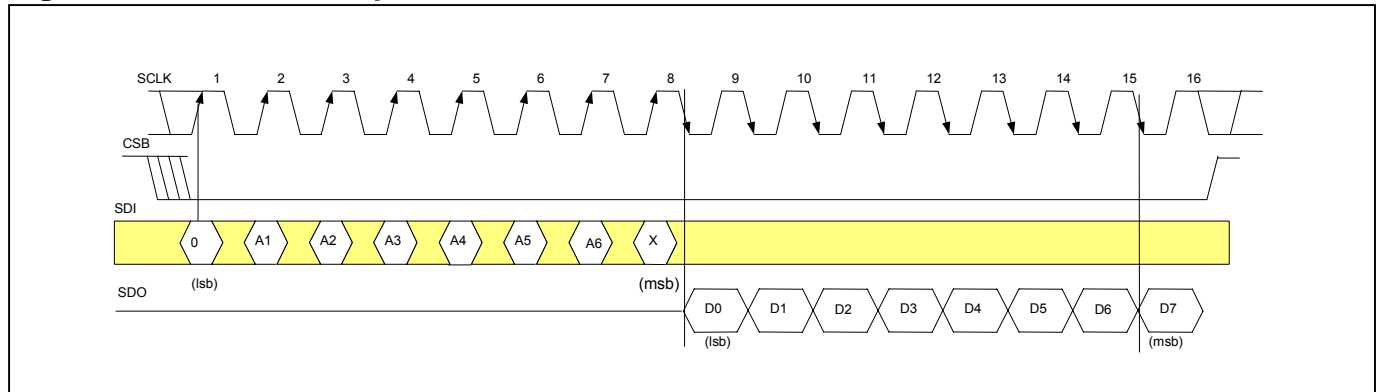 SCLK 1 2 3 4 5 6 7 8 9 10 11 12 13 14 15 16
CSB
SDI
0 A1 A2 A3 A4 A5 A6 X
(lsb) (msb)
SDO
D0 D1 D2 D3 D4 D5 D6 D7
(lsb) (msb)